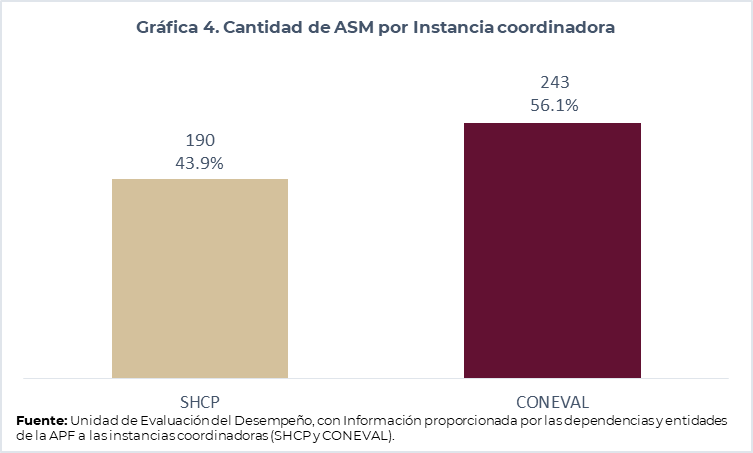 Gráfica 4. Cantidad de ASM por Instancia coordinadora
243
56.1%
190
43.9%
SHCP
CONEVAL
Fuente: Unidad de Evaluación del Desempeño, con Información proporcionada por las dependencias y entidades
de la APF a las instancias coordinadoras (SHCP y CONEVAL).